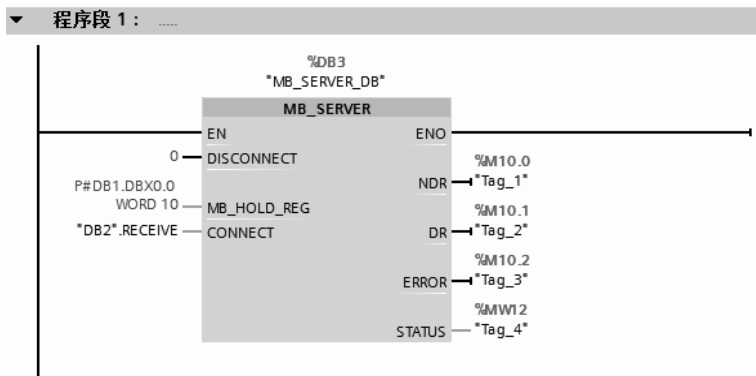 程序段 1： .....
%DB3
"MB_SERVER_DB"
MB_SERVER
EN
ENO
0
DISCONNECT
%M10.0
NDR
"Tag_1"
P#DB1.DBX0.0
WORD 10
MB_HOLD_REG
%M10.1
"DB2".RECEIVE
CONNECT
DR
"Tag_2"
%M10.2
ERROR
"Tag_3"
%MW12
STATUS
"Tag_4"